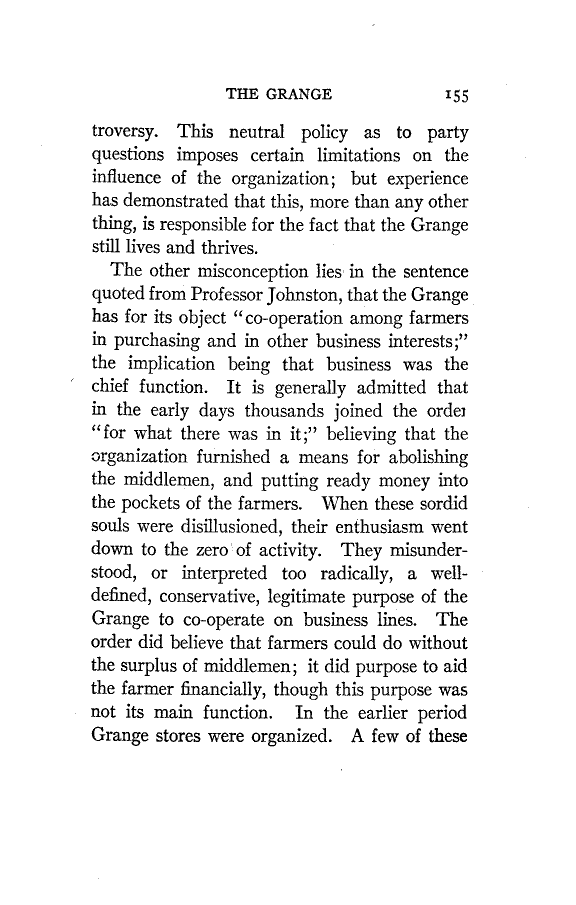 THE GRANGE 155
troversy. This neutral policy as to party
questions imposes certain limitations on the
influence of the organization; but experience
has demonstrated that this, more than any other
thing, is responsible for the fact that the Grange
still lives and thrives.
The other misconception lies in the sentence
quoted from Professor Johnston, that the Grange
has for its object “co-operation among farmers
in purchasing and in other business interests;”
the implication being that business was the
chief function. It is generally admitted that
in the early days thousands joined the order
“for what there was in it;” believing that the
organization furnished a means for abolishing
the middlemen, and putting ready money into
the pockets of the farmers. When these sordid
souls were disillusioned, their enthusiasm went
down to the zero of activity. They misunder-
stood, or interpreted too radically, a well-
defined, conservative, legitimate purpose of the
Grange to co-operate on business lines. The
order did believe that farmers could do without
the surplus of middlemen; it did purpose to aid
the farmer financially, though this purpose was
not its main function. In the earlier period
Grange stores were organized. A few of these